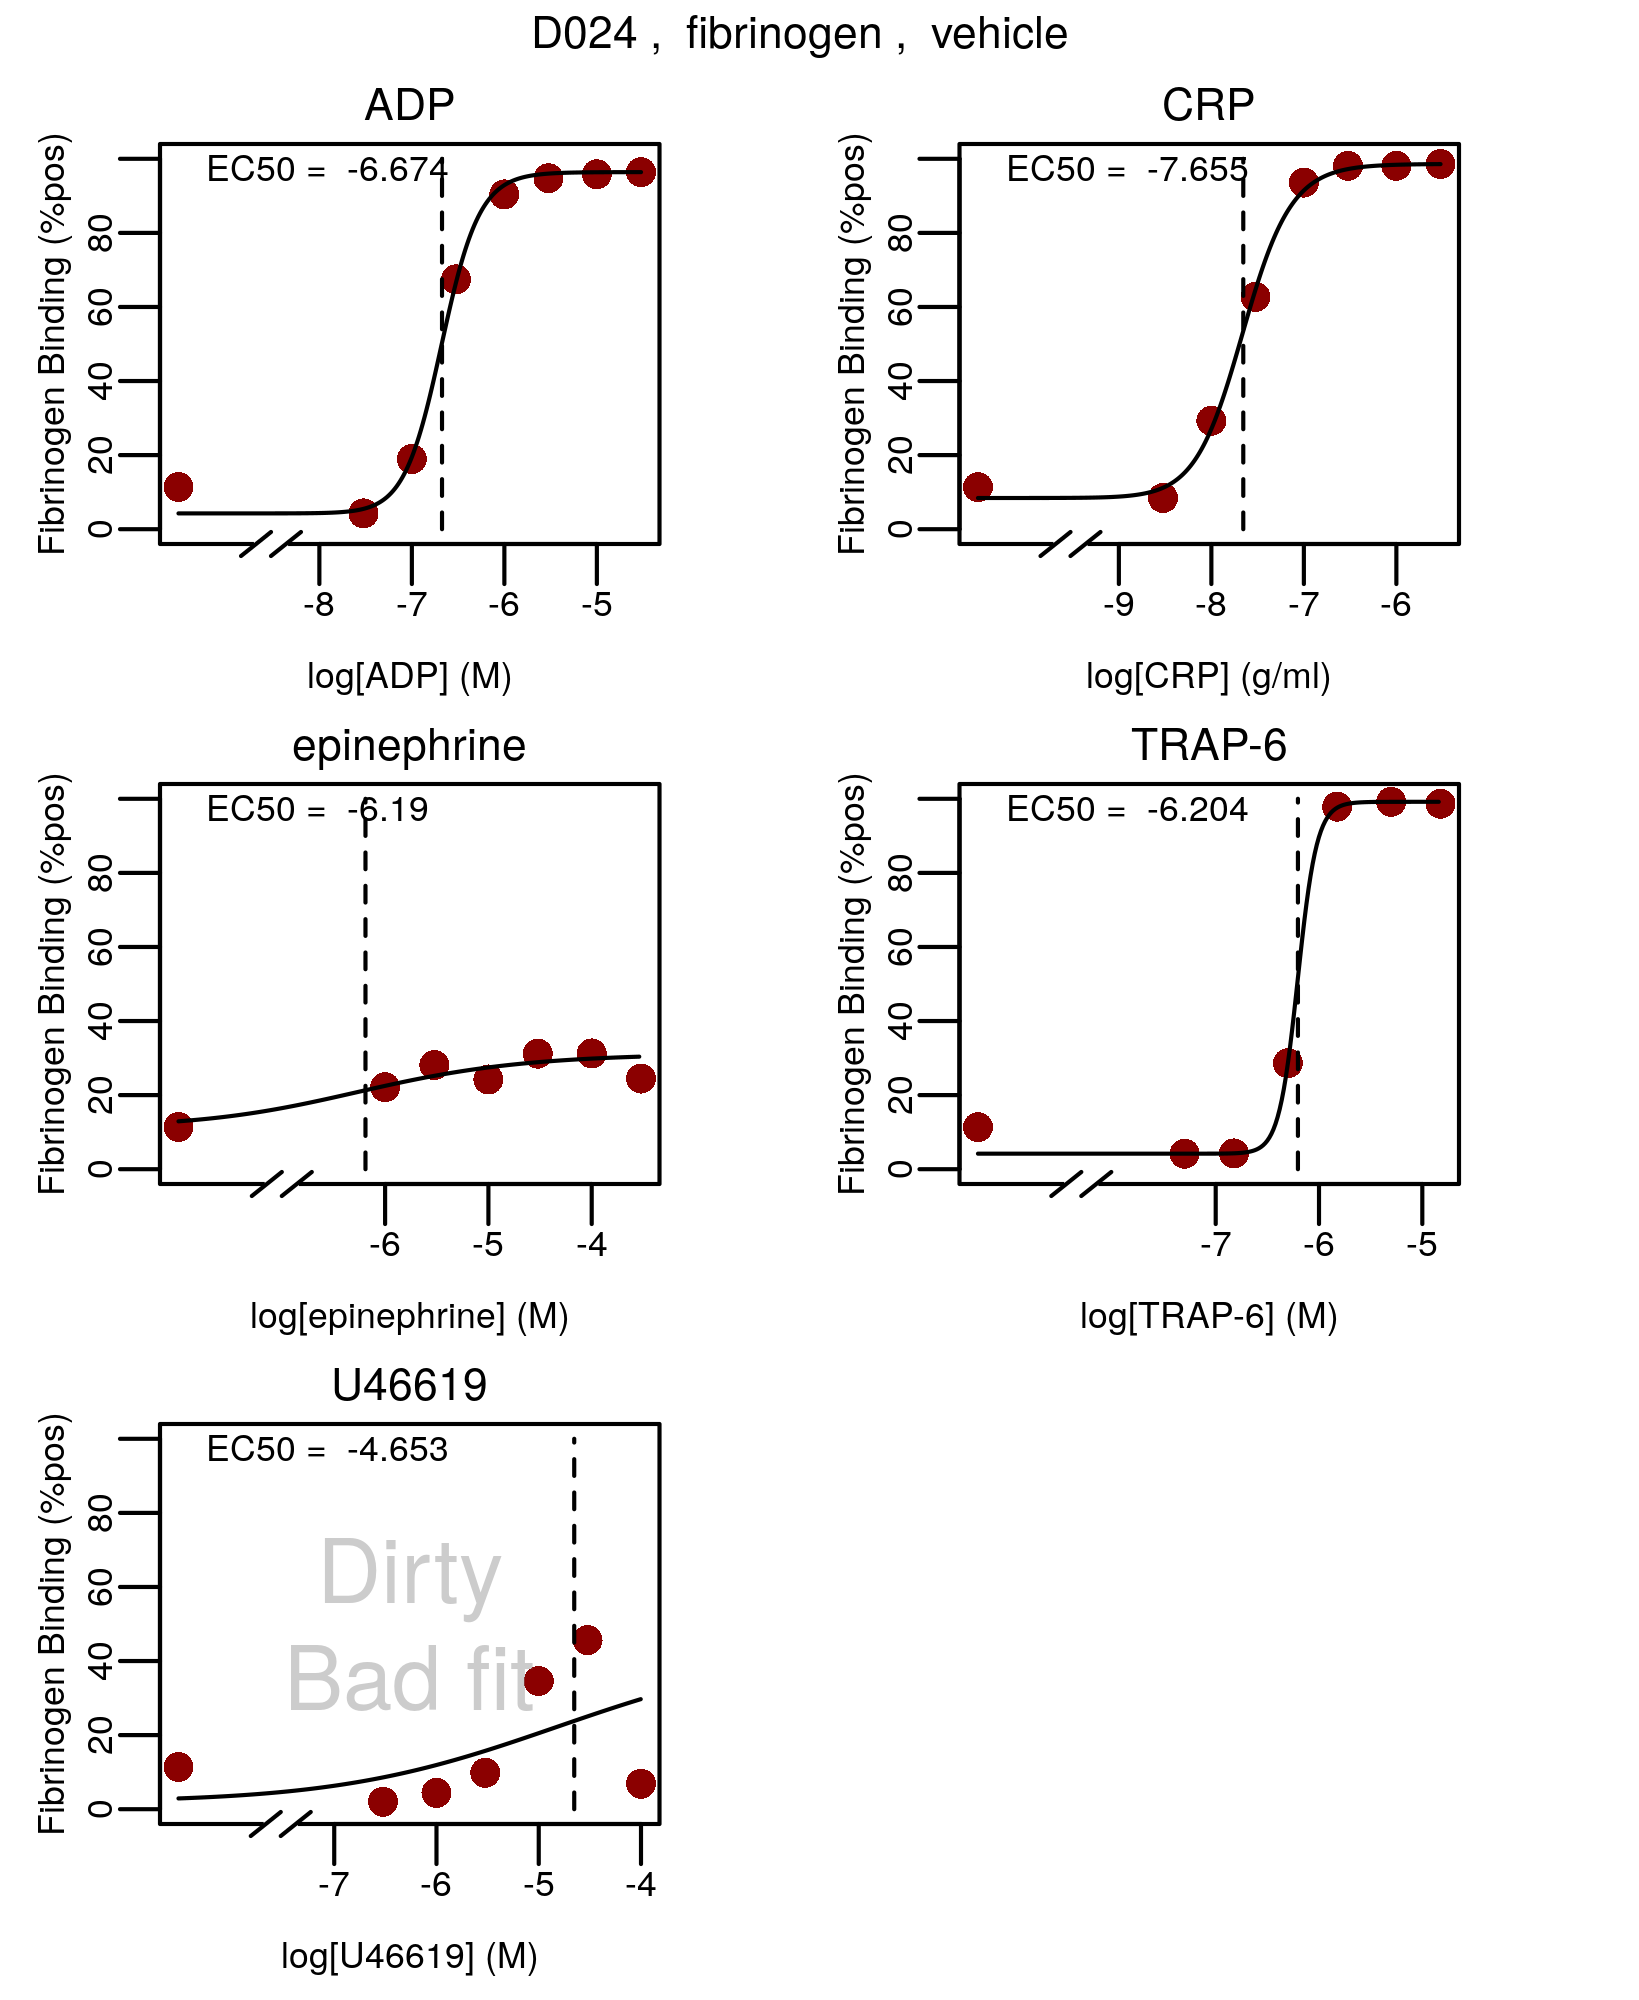 D024 ,  fibrinogen ,  vehicle
ADP
EC50 =  -6.674
Fibrinogen Binding (%pos)
80
60
40
20
0
-8 -7 -6 -5
log[ADP] (M)
CRP
EC50 =  -7.655
Fibrinogen Binding (%pos)
80
60
40
20
0
-9 -8 -7 -6
log[CRP] (g/ml)
epinephrine
EC50 =  -6.19
Fibrinogen Binding (%pos)
80
60
40
20
0
-6 -5 -4
log[epinephrine] (M)
TRAP-6
EC50 =  -6.204
Fibrinogen Binding (%pos)
80
60
40
20
0
-7 -6 -5
log[TRAP-6] (M)
U46619
EC50 =  -4.653
Fibrinogen Binding (%pos)
80
60
40
20
0
Dirty
Bad fit
-7 -6 -5 -4
log[U46619] (M)